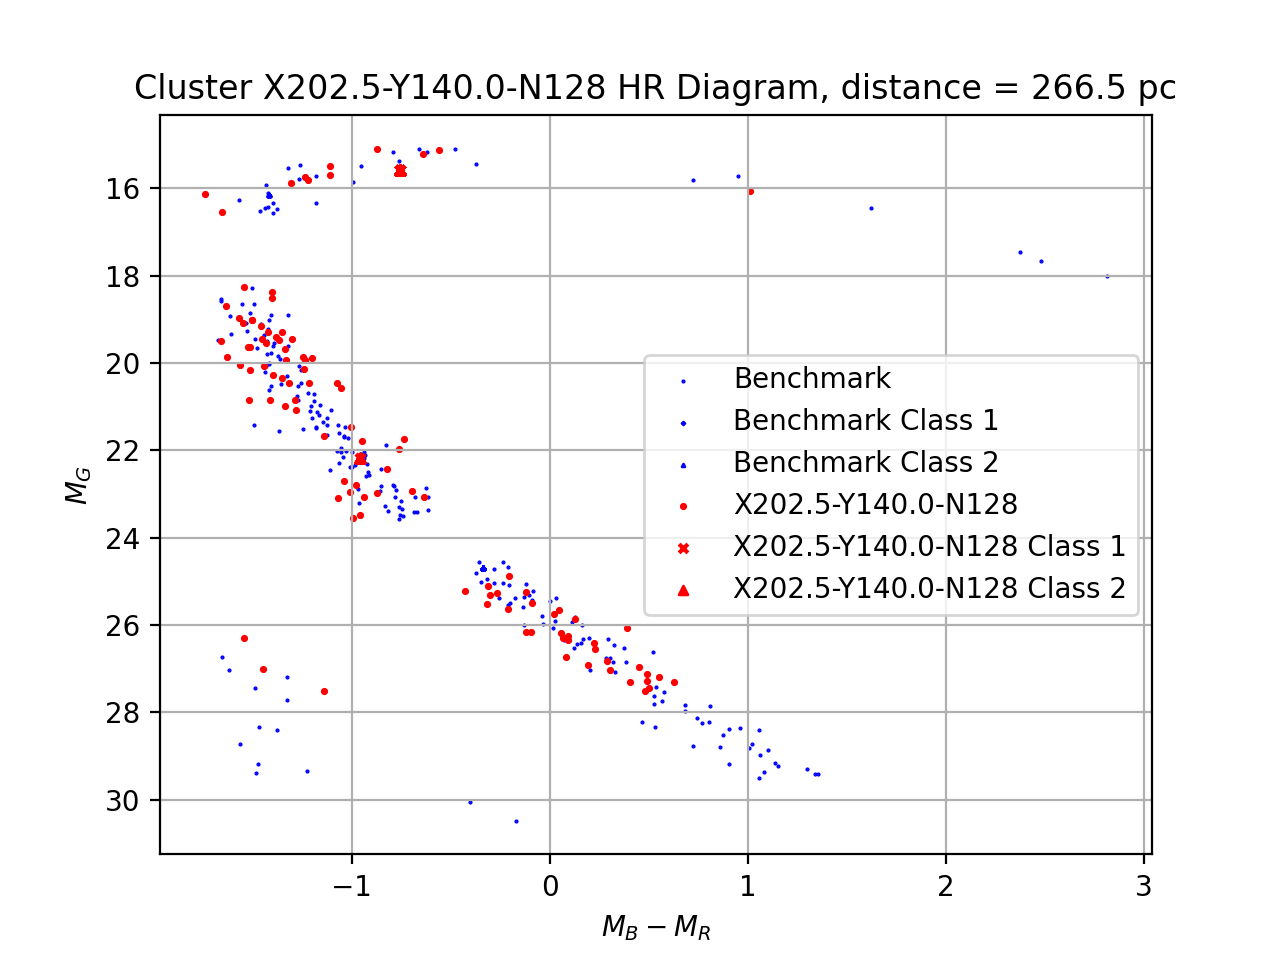 Cluster X202.5-Y140.0-N128 HR Diagram, distance = 266.5 pc
16
18
20
22
24
26
28
30
M_G
Benchmark
Benchmark Class 1
Benchmark Class 2
X202.5-Y140.0-N128
X202.5-Y140.0-N128 Class 1
X202.5-Y140.0-N128 Class 2
−1 0 1 2 3
M_B − M_R